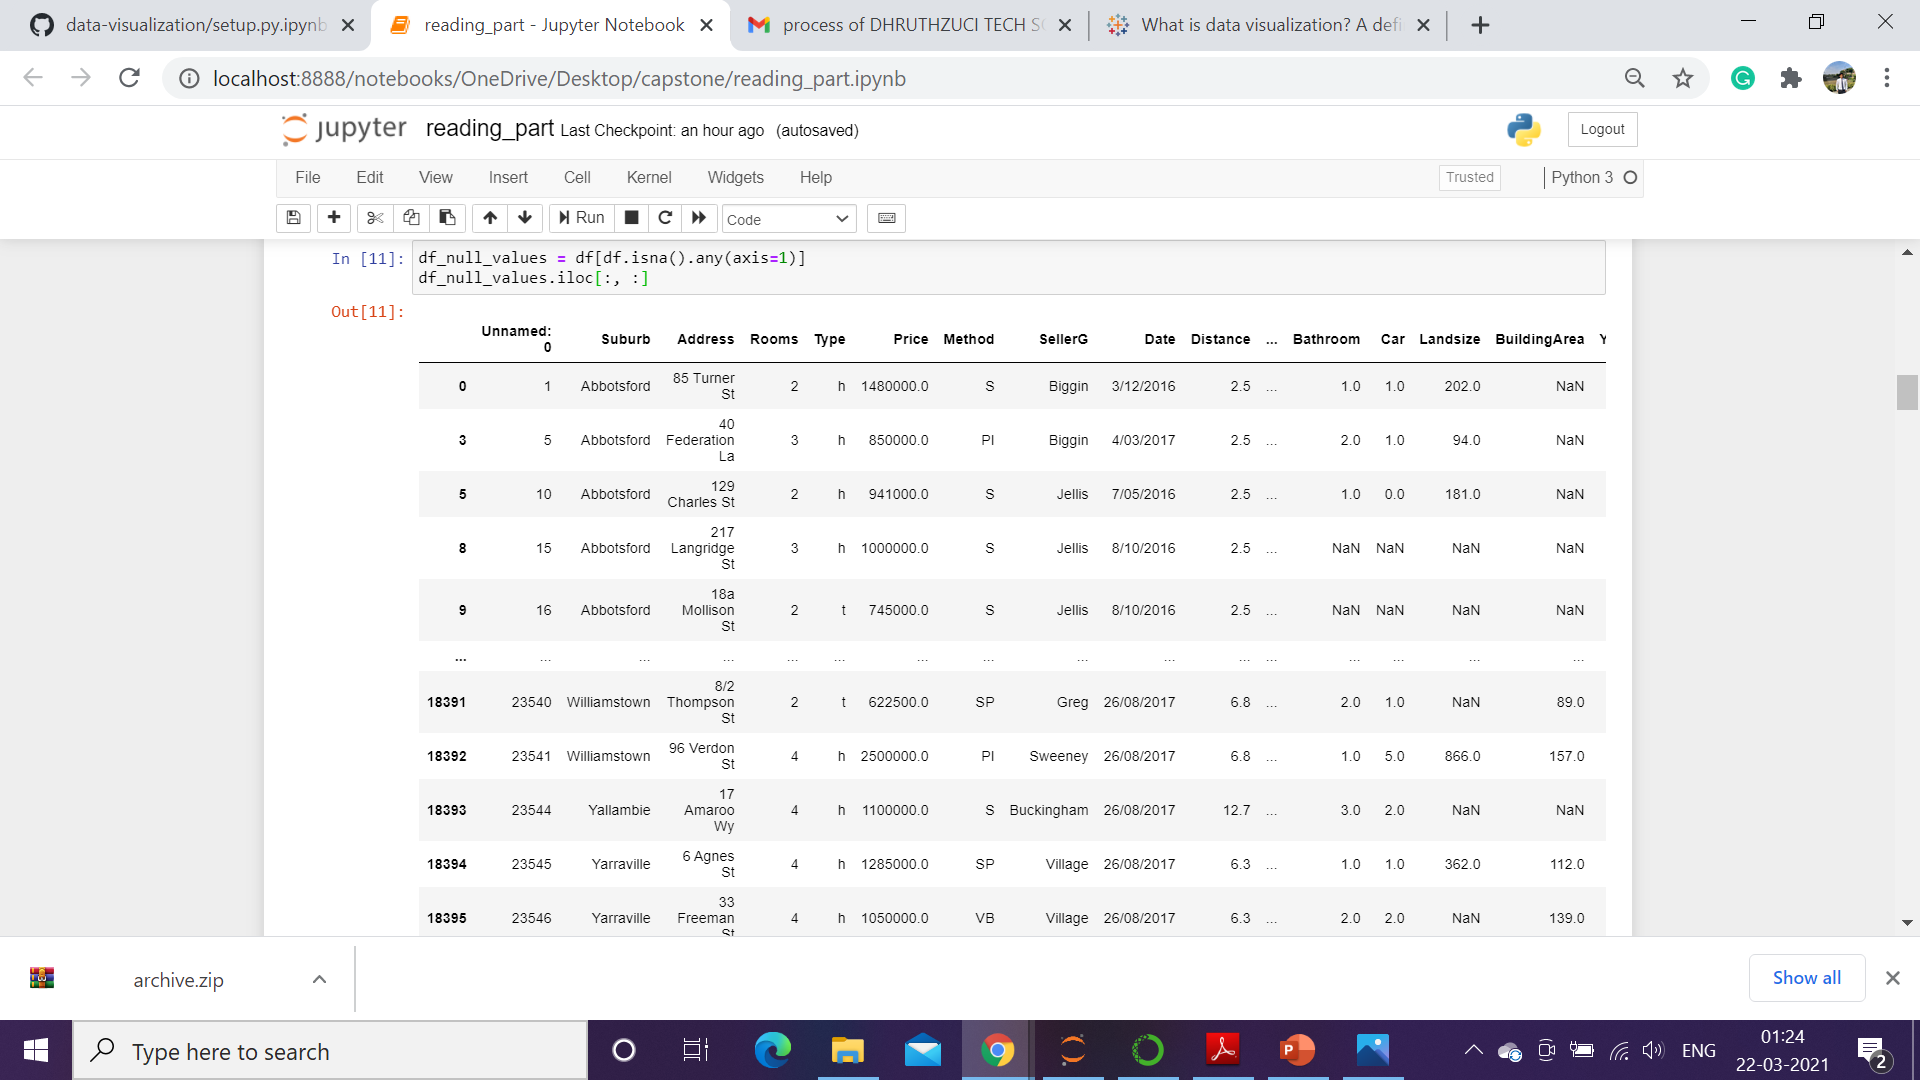 data-visualization/setup.py.ipynb
reading_part - Jupyter Notebook
process of DHRUTHZUCI TECH S
What is data visualization? A defi
localhost:8888/notebooks/OneDrive/Desktop/capstone/reading_part.ipynb
jupyter reading_part Last Checkpoint: an hour ago (autosaved)
Logout
File Edit View Insert Cell Kernel Widgets Help
Trusted
Python 3
Run
Code
In [11]: df_null_values = df[df.isna().any(axis=1)]
df_null_values.iloc[:, :]
Out[11]:
Unnamed: 0 Suburb Address Rooms Type Price Method SellerG Date Distance ... Bathroom Car Landsize BuildingArea Y
0 1 Abbotsford 85 Turner St 2 h 1480000.0 S Biggin 3/12/2016 2.5 ... 1.0 1.0 202.0 NaN
3 5 Abbotsford 40 Federation La 3 h 850000.0 PI Biggin 4/03/2017 2.5 ... 2.0 1.0 94.0 NaN
5 10 Abbotsford 129 Charles St 2 h 941000.0 S Jellis 7/05/2016 2.5 ... 1.0 0.0 181.0 NaN
8 15 Abbotsford 217 Langridge St 3 h 1000000.0 S Jellis 8/10/2016 2.5 ... NaN NaN NaN NaN
9 16 Abbotsford 18a Mollison St 2 t 745000.0 S Jellis 8/10/2016 2.5 ... NaN NaN NaN NaN
... ... ... ... ... ... ... ... ... ... ... ... ... ... ... ...
18391 23540 Williamstown 8/2 Thompson St 2 t 622500.0 SP Greg 26/08/2017 6.8 ... 2.0 1.0 NaN 89.0
18392 23541 Williamstown 96 Verdon St 4 h 2500000.0 PI Sweeney 26/08/2017 6.8 ... 1.0 5.0 866.0 157.0
18393 23544 Yallambie 17 Amaroo Wy 4 h 1100000.0 S Buckingham 26/08/2017 12.7 ... 3.0 2.0 NaN NaN
18394 23545 Yarraville 6 Agnes St 4 h 1285000.0 SP Village 26/08/2017 6.3 ... 1.0 1.0 362.0 112.0
18395 23546 Yarraville 33 Freeman St 4 h 1050000.0 VB Village 26/08/2017 6.3 ... 2.0 2.0 NaN 139.0
archive.zip
Show all
Type here to search
ENG
01:24
22-03-2021
2